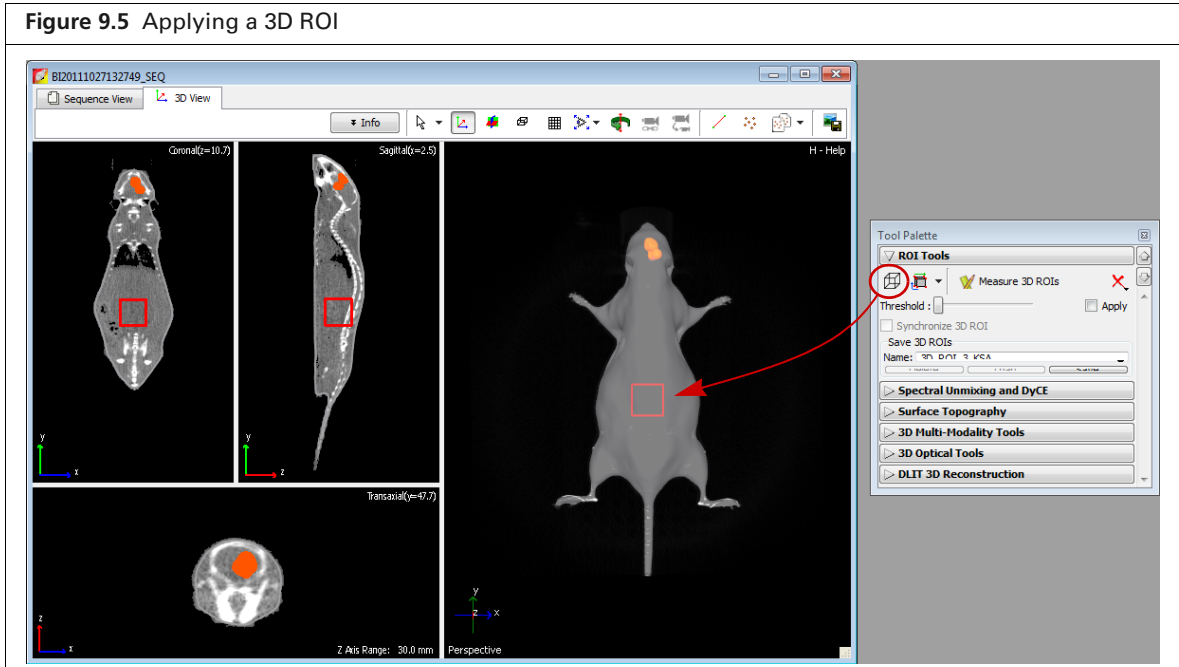 Figure 9.5 Applying a 3D ROI
BI20111027132749_SEQ
Sequence View
3D View
Info
Coronal(z=10.7)
Sagittal(x=2.5)
H - Help
y
x
y
z
Transaxial(y=47.7)
z
x
Z Axis Range: 30.0 mm
y
z
x
Perspective
Tool Palette
ROI Tools
Measure 3D ROIs
Threshold :
Apply
Synchronize 3D ROI
Save 3D ROIs
Name: 3D_ROI_3_KSA
Spectral Unmixing and DyCE
Surface Topography
3D Multi-Modality Tools
3D Optical Tools
DLIT 3D Reconstruction